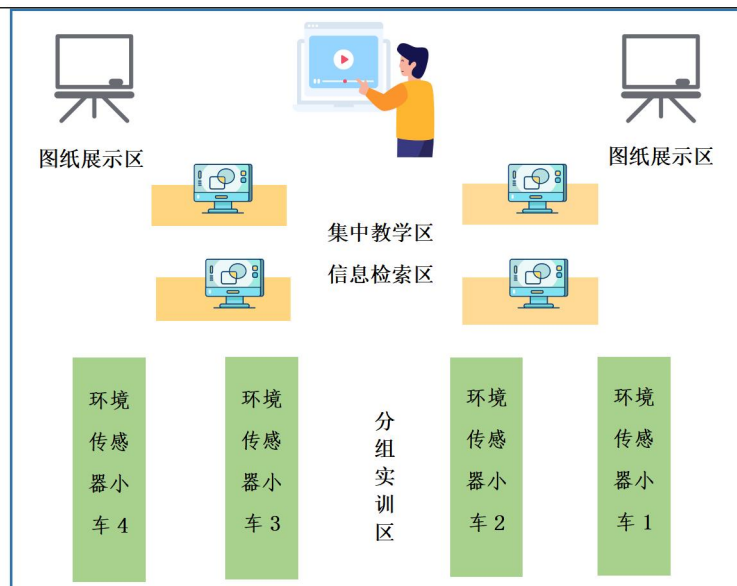 图纸展示区
图纸展示区
集中教学区
信息检索区
环境
传感
器小
车 4
环境
传感
器小
车 3
分
组
实
训
区
环境
传感
器小
车 2
环境
传感
器小
车 1